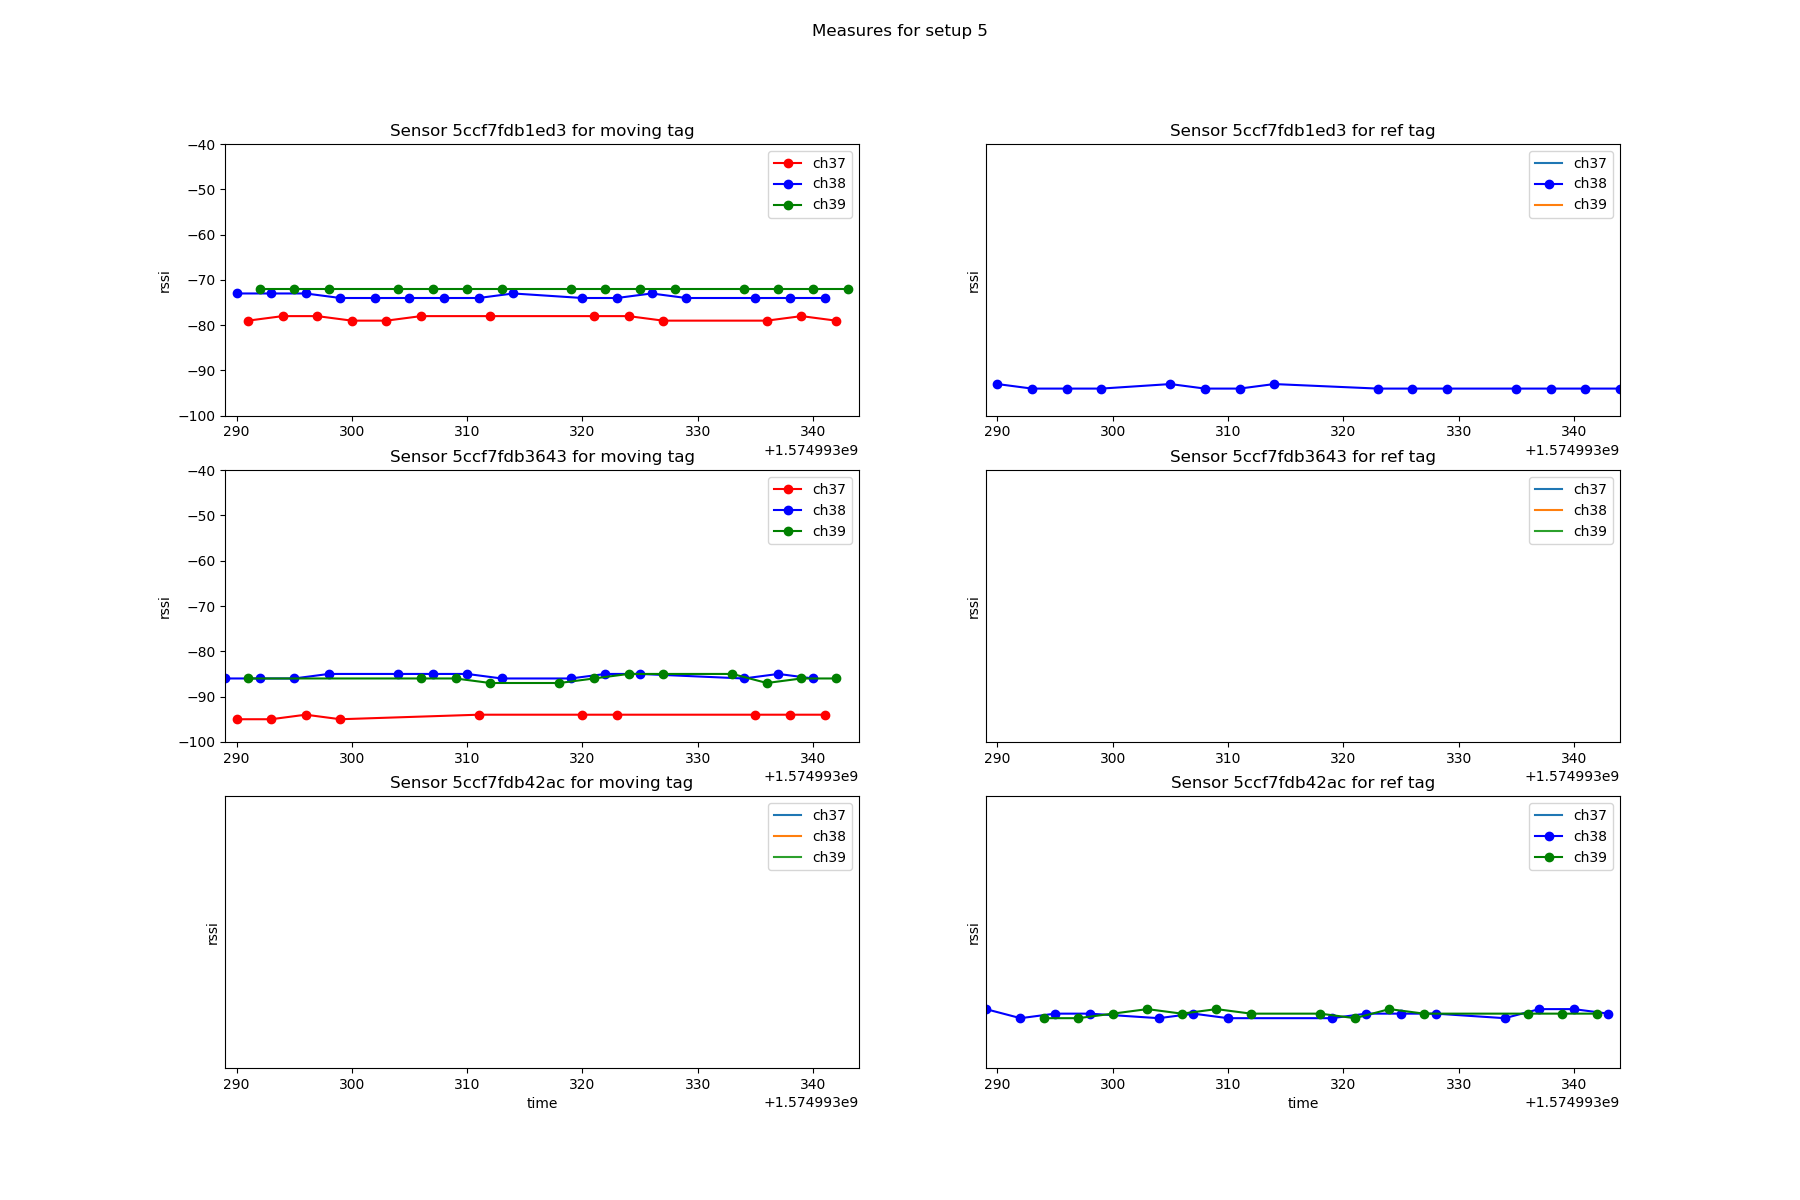 Measures for setup 5
Sensor 5ccf7fdb1ed3 for moving tag
−40
−50
−60
−70
−80
−90
−100
rssi
ch37
ch38
ch39
290 300 310 320 330 340
+1.574993e9
Sensor 5ccf7fdb1ed3 for ref tag
rssi
ch37
ch38
ch39
290 300 310 320 330 340
+1.574993e9
Sensor 5ccf7fdb3643 for moving tag
−40
−50
−60
−70
−80
−90
−100
rssi
ch37
ch38
ch39
290 300 310 320 330 340
+1.574993e9
Sensor 5ccf7fdb3643 for ref tag
rssi
ch37
ch38
ch39
290 300 310 320 330 340
+1.574993e9
Sensor 5ccf7fdb42ac for moving tag
rssi
ch37
ch38
ch39
290 300 310 320 330 340
time
+1.574993e9
Sensor 5ccf7fdb42ac for ref tag
rssi
ch37
ch38
ch39
290 300 310 320 330 340
time
+1.574993e9